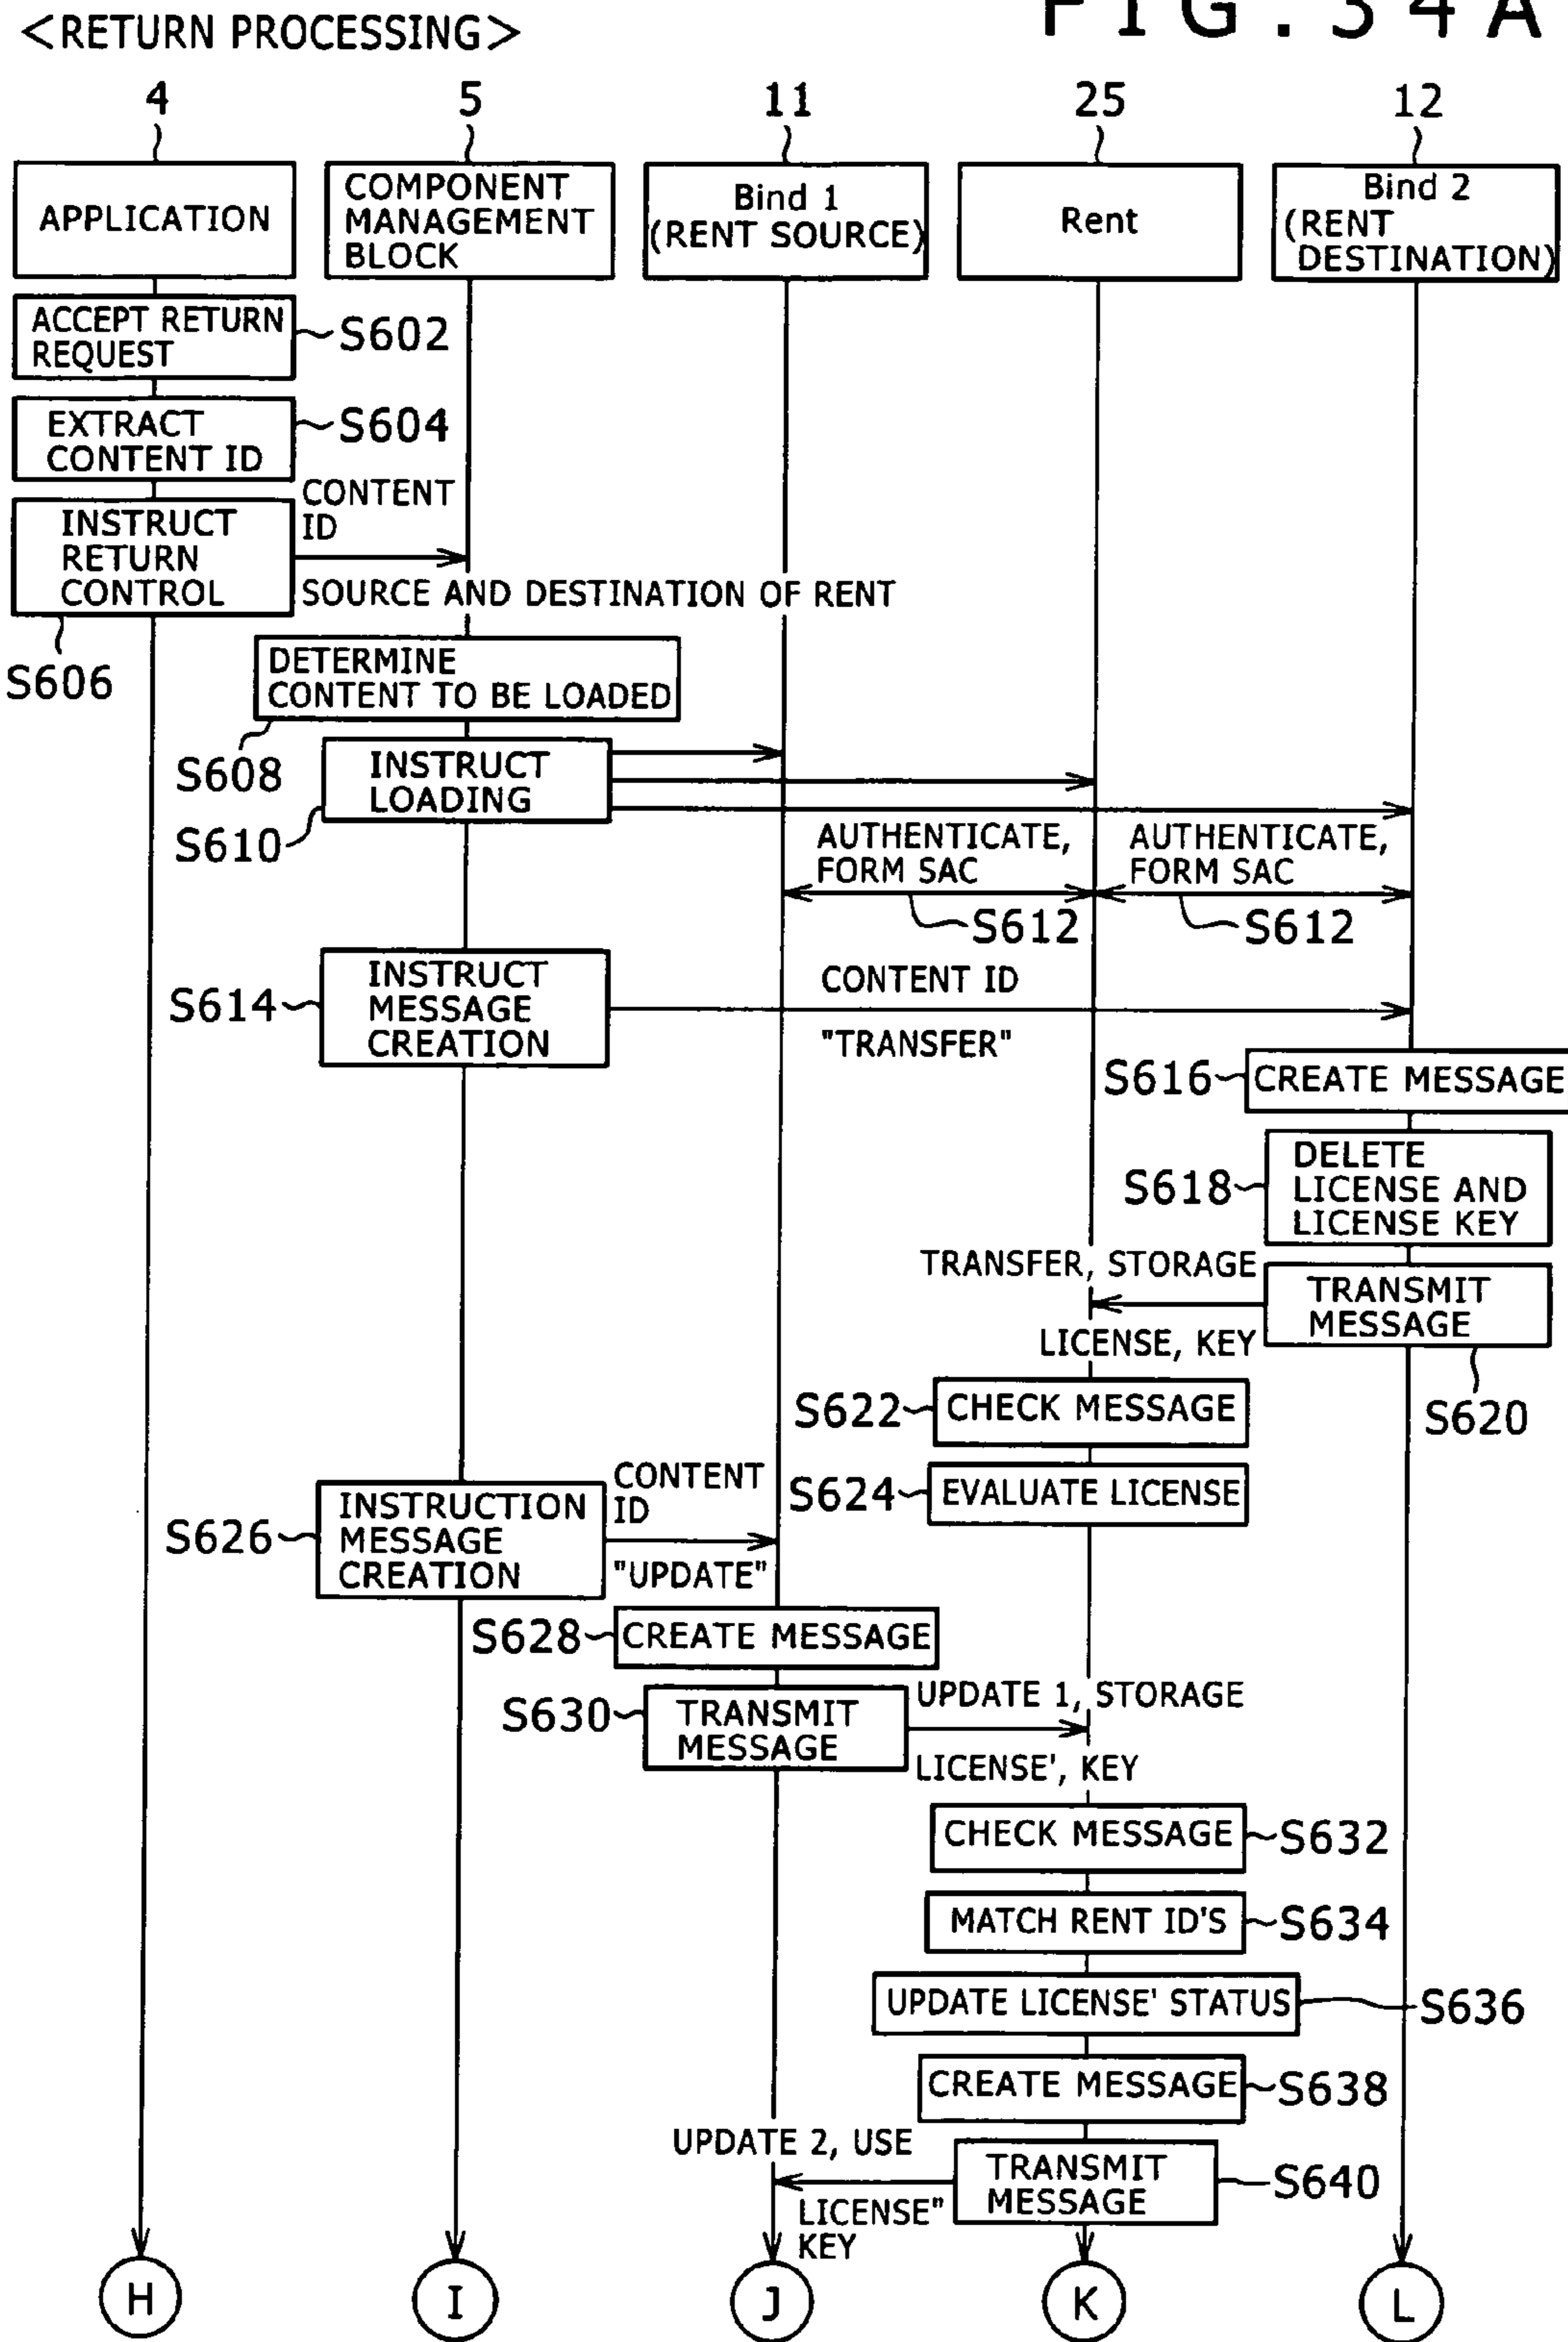 FIG.34A
<RETURN PROCESSING>
4
5
11
25
12
APPLICATION
COMPONENT
MANAGEMENT
BLOCK
Bind 1
(RENT SOURCE)
Rent
Bind 2
(RENT
DESTINATION)
ACCEPT RETURN
REQUEST
S602
EXTRACT
CONTENT ID
S604
INSTRUCT
RETURN
CONTROL
S606
CONTENT
ID
SOURCE AND DESTINATION OF RENT
DETERMINE
CONTENT TO BE LOADED
S608
INSTRUCT
LOADING
S610
AUTHENTICATE,
FORM SAC
S612
AUTHENTICATE,
FORM SAC
S612
S614
INSTRUCT
MESSAGE
CREATION
CONTENT ID
"TRANSFER"
S616
CREATE MESSAGE
S618
DELETE
LICENSE AND
LICENSE KEY
TRANSFER, STORAGE
LICENSE, KEY
TRANSMIT
MESSAGE
S620
S622
CHECK MESSAGE
S624
EVALUATE LICENSE
S626
INSTRUCTION
MESSAGE
CREATION
CONTENT
ID
"UPDATE"
S628
CREATE MESSAGE
S630
TRANSMIT
MESSAGE
UPDATE 1, STORAGE
LICENSE', KEY
CHECK MESSAGE
S632
MATCH RENT ID'S
S634
UPDATE LICENSE' STATUS
S636
CREATE MESSAGE
S638
UPDATE 2, USE
LICENSE"
KEY
TRANSMIT
MESSAGE
S640
H
I
J
K
L